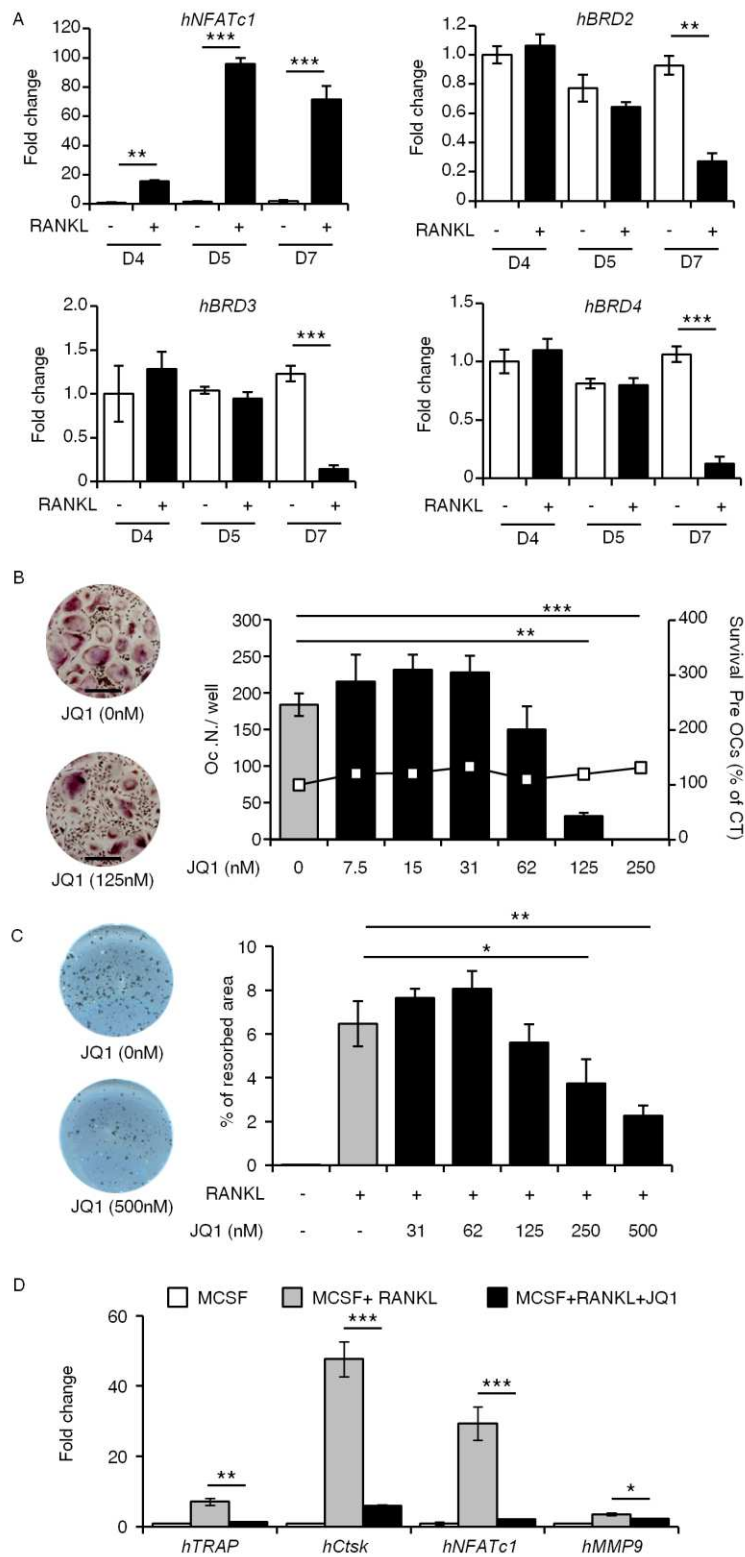 A
hNFATc1
Fold change
120
100
80
60
40
20
0
**
***
***
RANKL - + - + - +
D4 D5 D7
hBRD2
Fold change
1.2
1.0
0.8
0.6
0.4
0.2
0
**
RANKL - + - + - +
D4 D5 D7
hBRD3
Fold change
2.0
1.5
1.0
0.5
0
***
RANKL - + - + - +
D4 D5 D7
hBRD4
Fold change
1.5
1.0
0.5
0
***
RANKL - + - + - +
D4 D5 D7
B
JQ1 (0nM)
JQ1 (125nM)
Oc .N./ well
300
250
200
150
100
50
0
***
**
400
300
200
100
0
Survival Pre OCs (% of CT)
JQ1 (nM) 0 7.5 15 31 62 125 250
C
JQ1 (0nM)
JQ1 (500nM)
% of resorbed area
10
8
6
4
2
0
**
*
RANKL - + + + + + +
JQ1 (nM) - - 31 62 125 250 500
D
MCSF MCSF+ RANKL MCSF+RANKL+JQ1
Fold change
60
40
20
0
**
***
***
*
hTRAP hCtsk hNFATc1 hMMP9